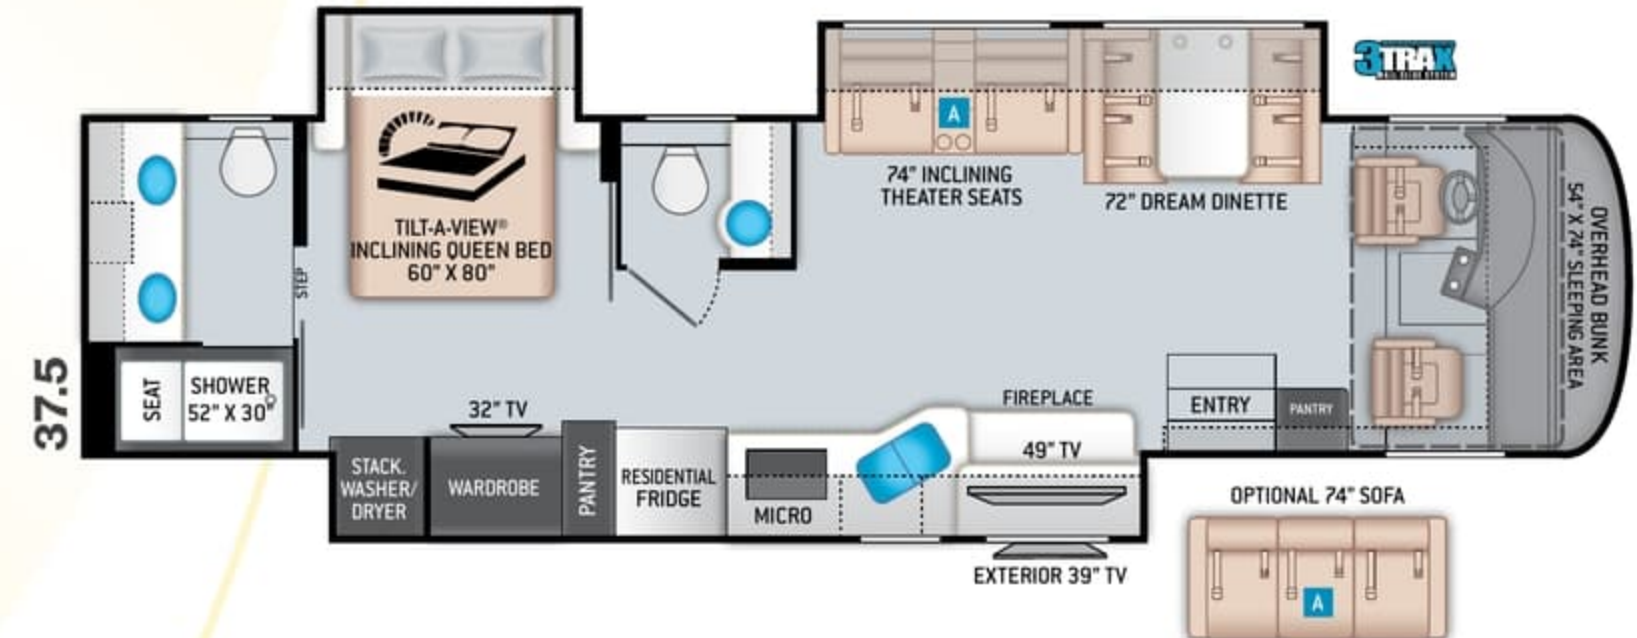 3TRAX
37.5
SEAT
SHOWER
52" X 30"
STEP
TILT-A-VIEW®
INCLINING QUEEN BED
60" X 80"
A
74" INCLINING
THEATER SEATS
72" DREAM DINETTE
OVERHEAD BUNK
54" X 74" SLEEPING AREA
32" TV
STACK.
WASHER/
DRYER
WARDROBE
PANTRY
RESIDENTIAL
FRIDGE
MICRO
FIREPLACE
49" TV
EXTERIOR 39" TV
ENTRY
PANTRY
OPTIONAL 74" SOFA
A